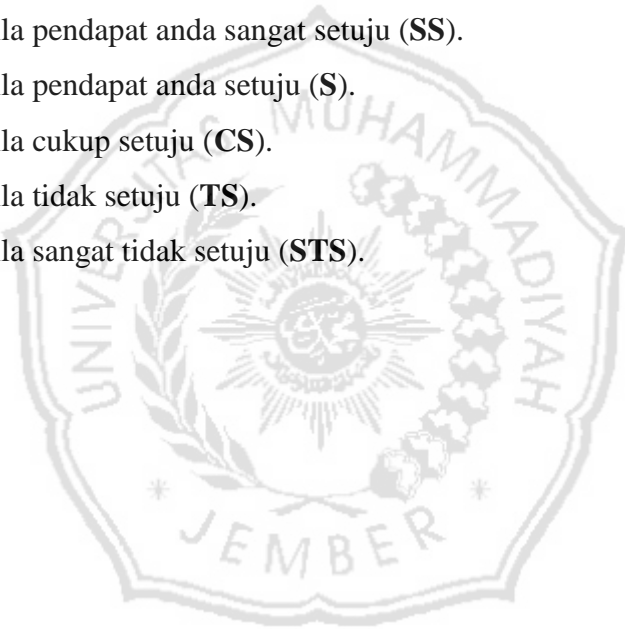 la pendapat anda sangat setuju (SS).
la pendapat anda setuju (S).
la cukup setuju (CS).
la tidak setuju (TS).
la sangat tidak setuju (STS).
UNIVERSITAS MUHAMMADIYAH
JEMBER